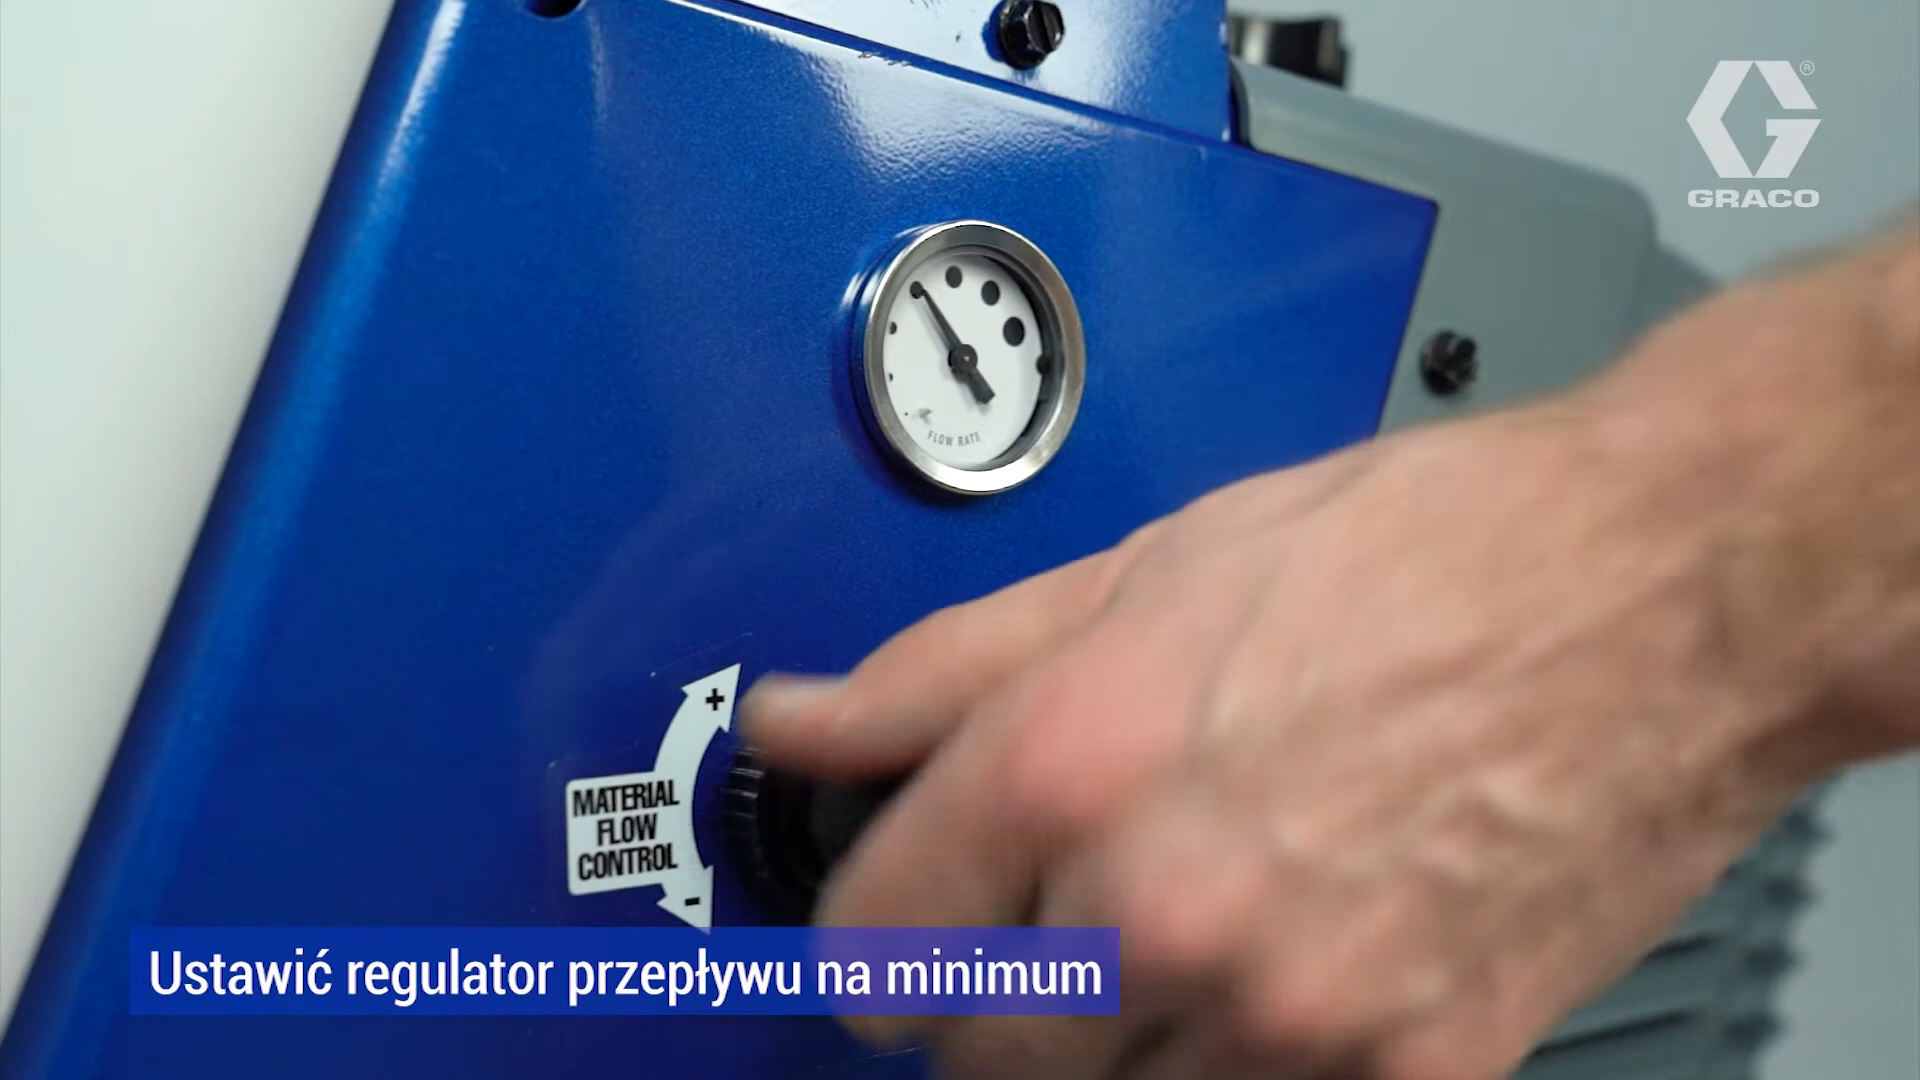 GRACO
FLOW RATE
+
MATERIAL
FLOW
CONTROL
-
Ustawić regulator przepływu na minimum